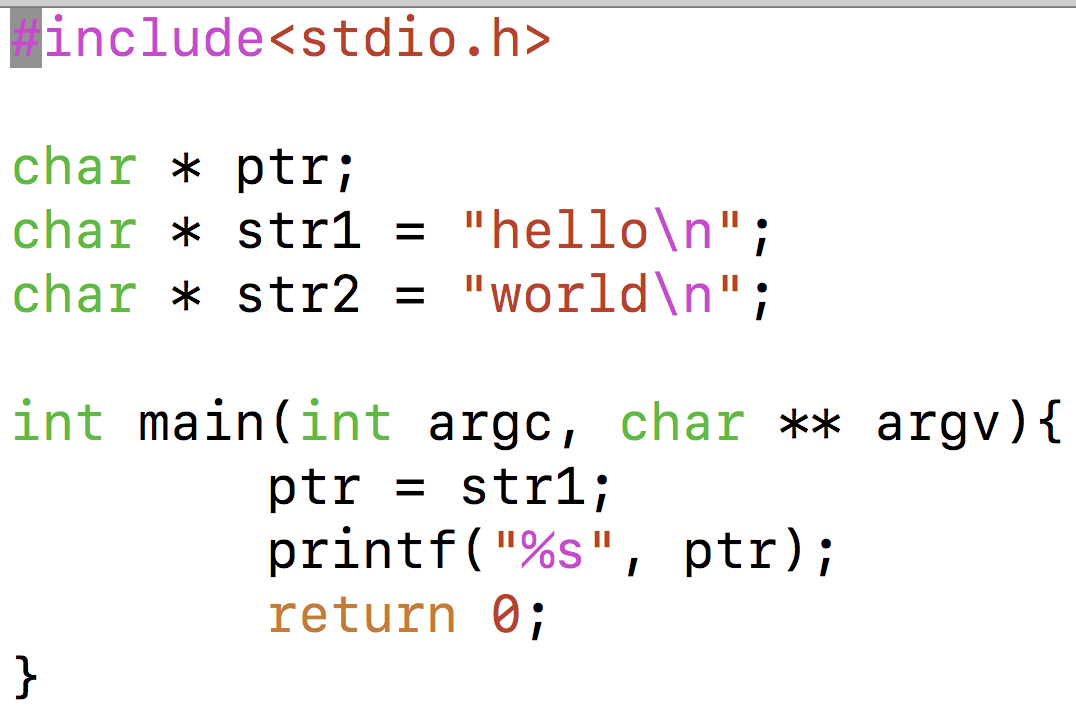 #include<stdio.h>
char * ptr;
char * str1 = "hello\n";
char * str2 = "world\n";
int main(int argc, char ** argv){
ptr = str1;
printf("%s", ptr);
return 0;
}